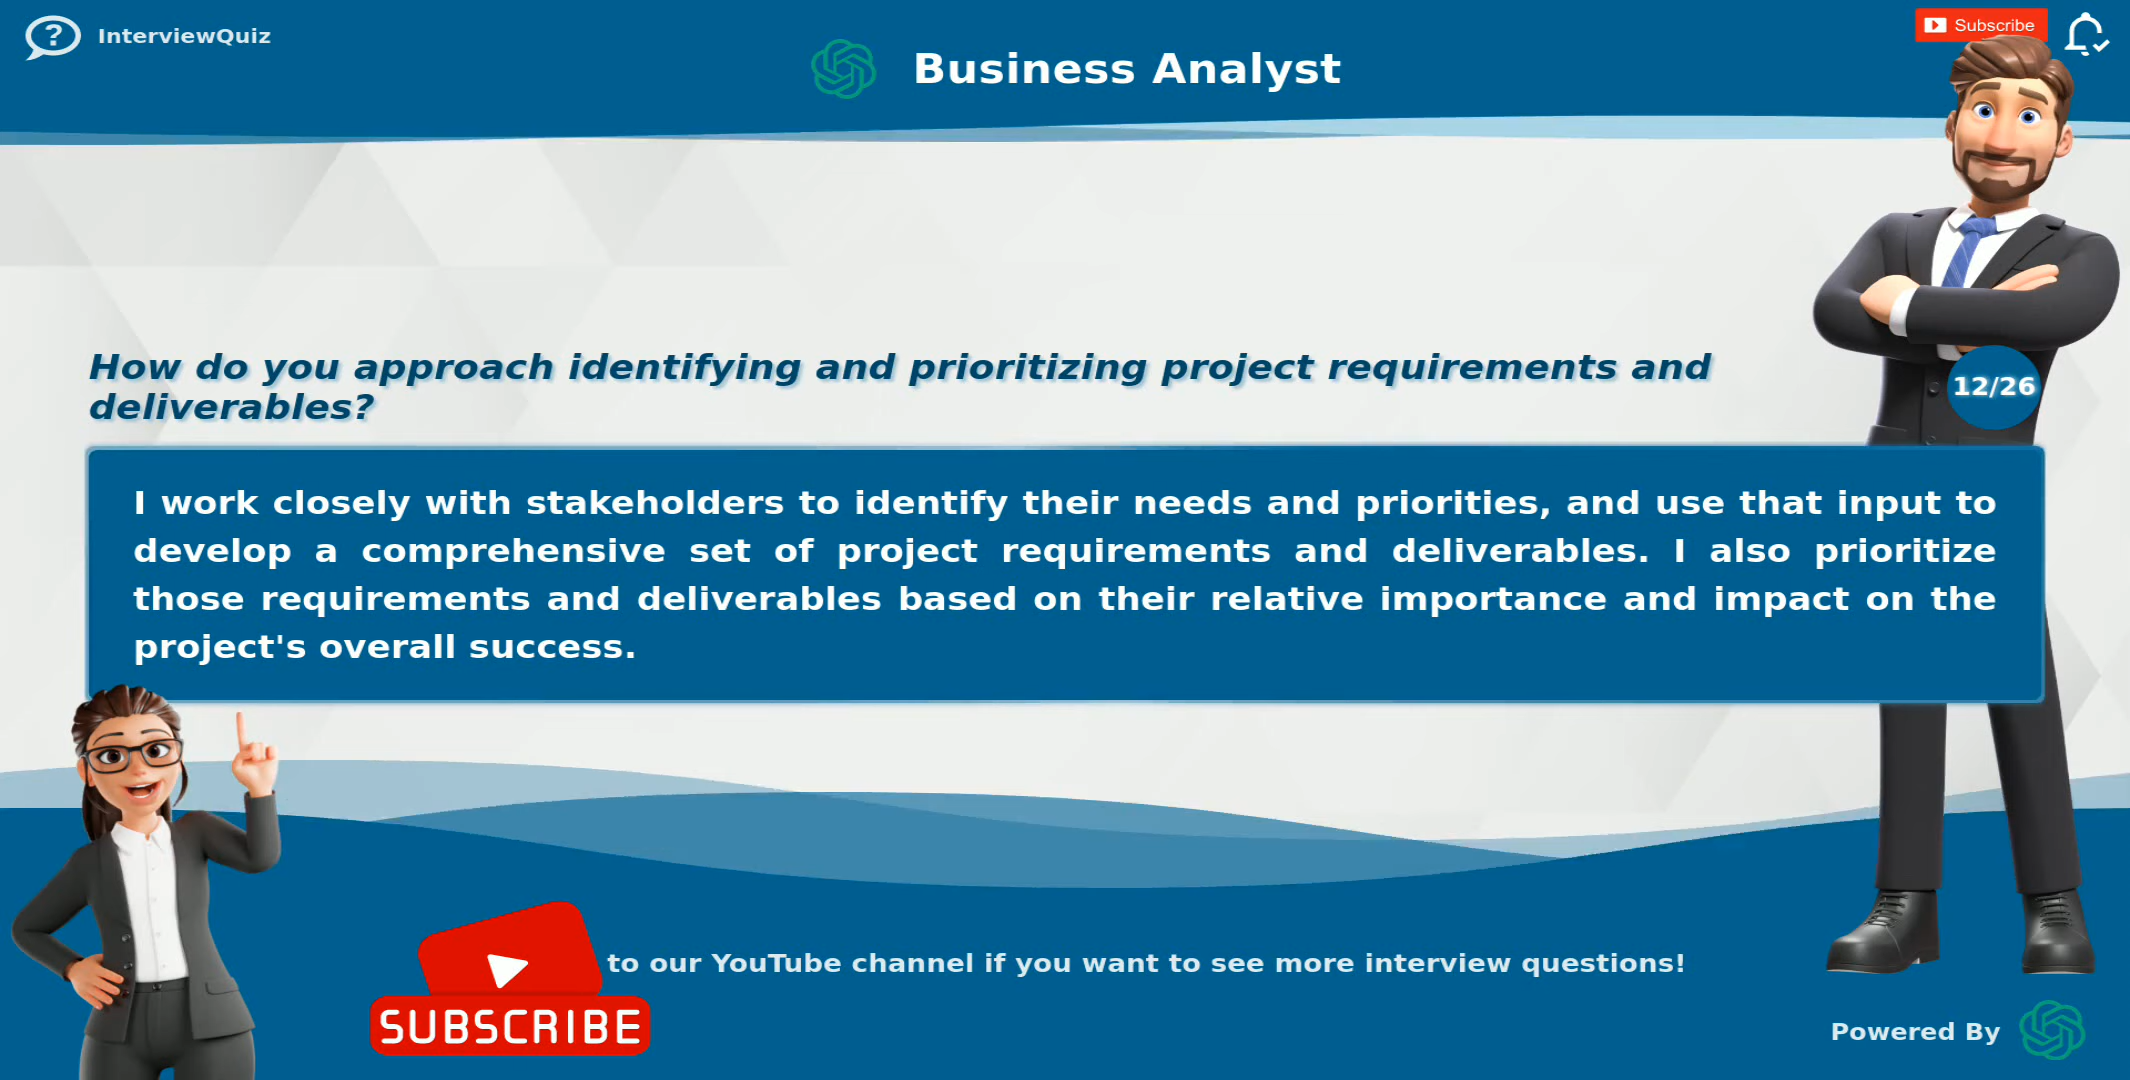 InterviewQuiz
Business Analyst
Subscribe
How do you approach identifying and prioritizing project requirements and
deliverables?
12/26
I work closely with stakeholders to identify their needs and priorities, and use that input to
develop a comprehensive set of project requirements and deliverables. I also prioritize
those requirements and deliverables based on their relative importance and impact on the
project's overall success.
to our YouTube channel if you want to see more interview questions!
SUBSCRIBE
Powered By